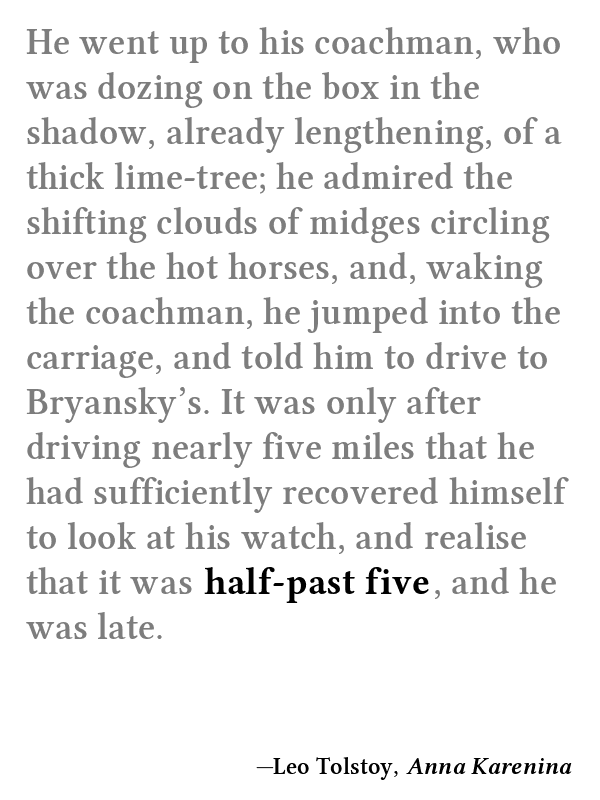 He went up to his coachman, who
was dozing on the box in the
shadow, already lengthening, of a
thick lime-tree; he admired the
shifting clouds of midges circling
over the hot horses, and, waking
the coachman, he jumped into the
carriage, and told him to drive to
Bryansky’s. It was only after
driving nearly five miles that he
had sufficiently recovered himself
to look at his watch, and realise
that it was half-past five, and he
was late.
—Leo Tolstoy, Anna Karenina